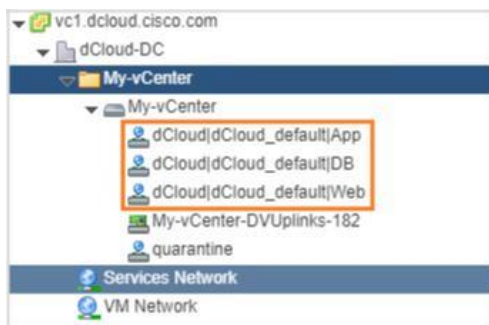 vc1.dcloud.cisco.com
dCloud-DC
My-vCenter
My-vCenter
dCloud|dCloud_default|App
dCloud|dCloud_default|DB
dCloud|dCloud_default|Web
My-vCenter-DVUplinks-182
quarantine
Services Network
VM Network